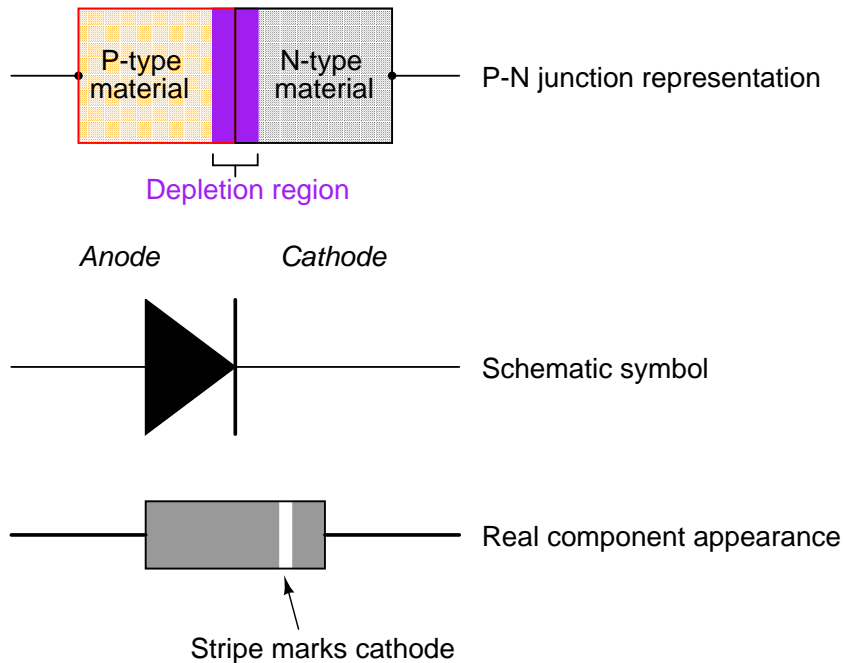 P-type
material
N-type
material
P-N junction representation
Depletion region
Anode
Cathode
Schematic symbol
Real component appearance
Stripe marks cathode